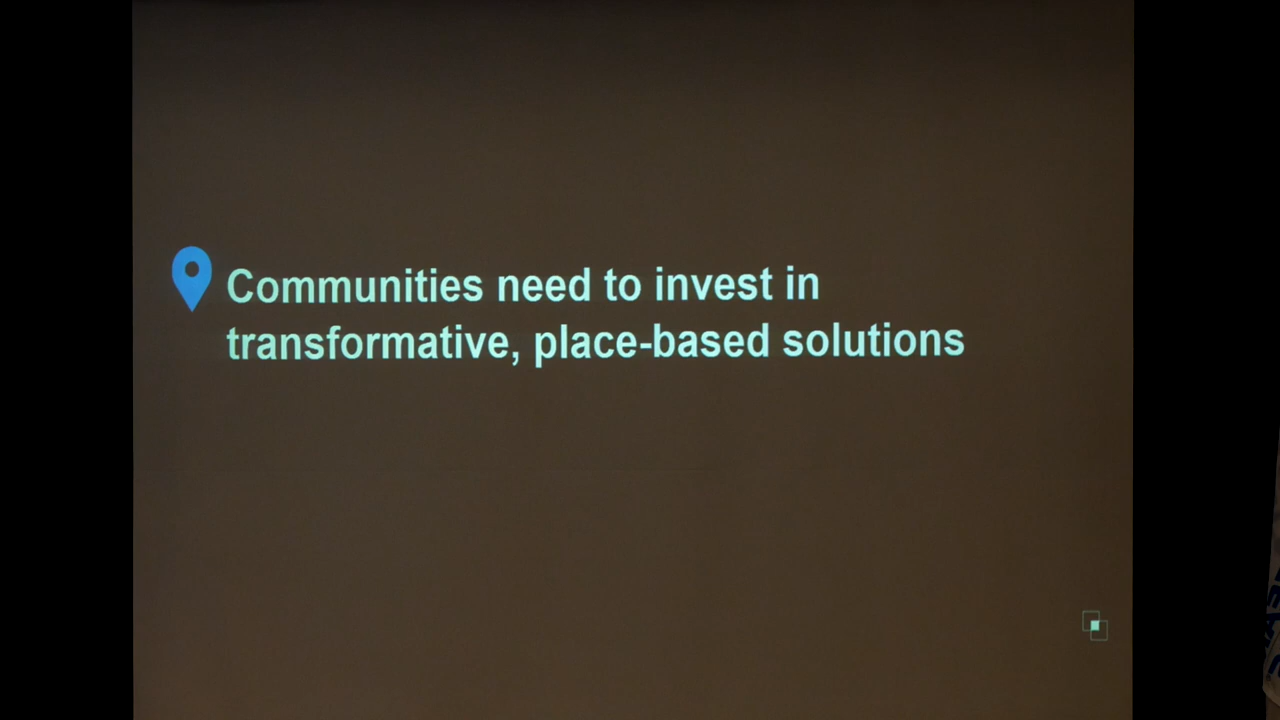 Communities need to invest in
transformative, place-based solutions